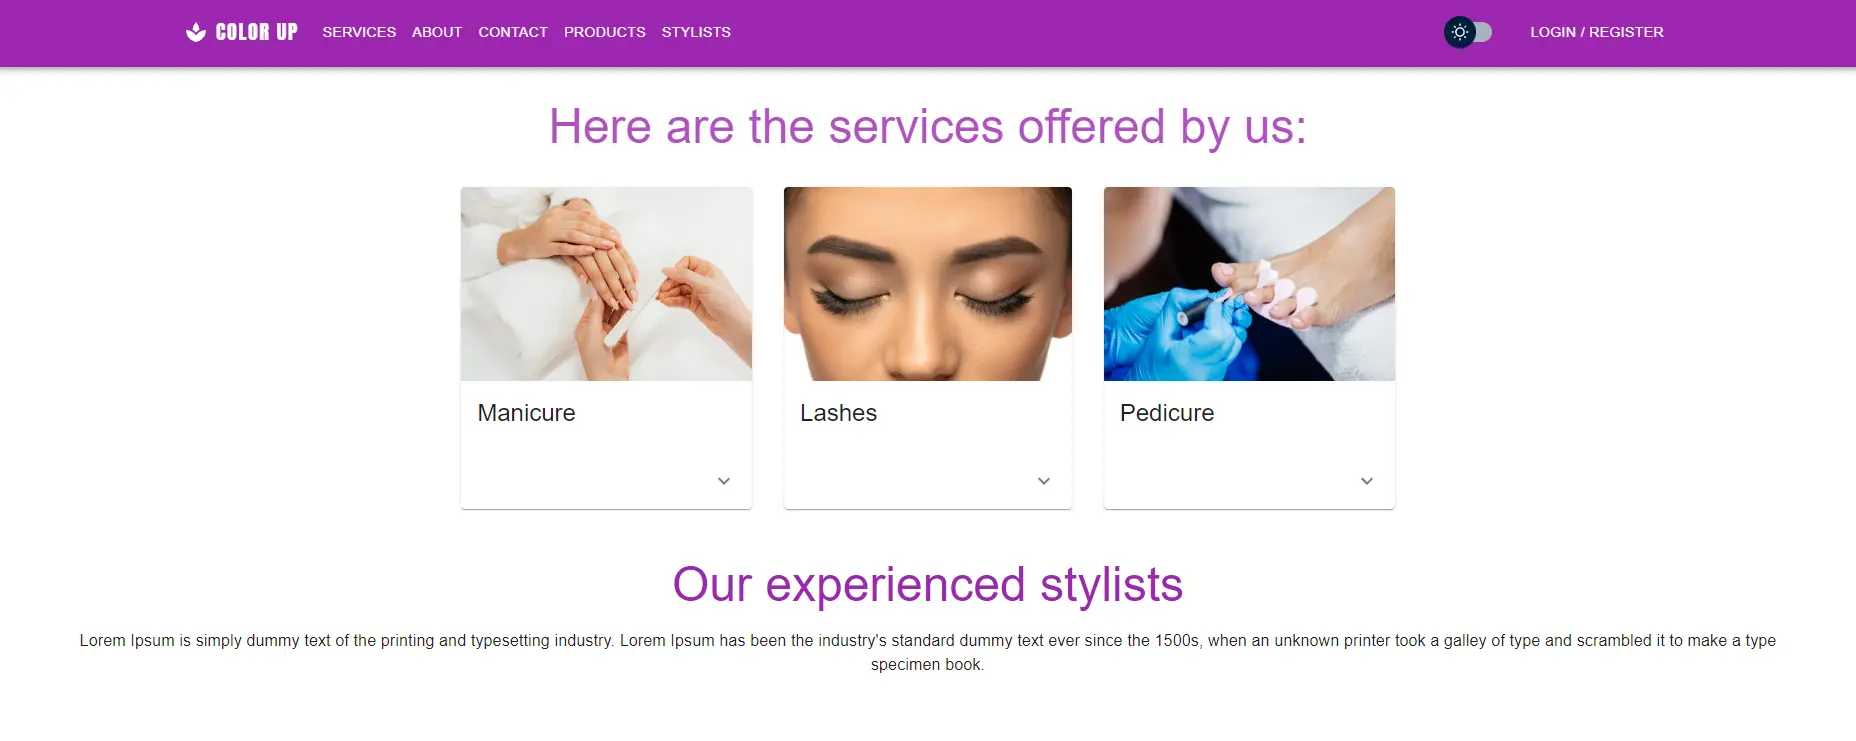 COLOR UP SERVICES ABOUT CONTACT PRODUCTS STYLISTS LOGIN / REGISTER
Here are the services offered by us:
Manicure Lashes Pedicure
Our experienced stylists
Lorem Ipsum is simply dummy text of the printing and typesetting industry. Lorem Ipsum has been the industry's standard dummy text ever since the 1500s, when an unknown printer took a galley of type and scrambled it to make a type
specimen book.